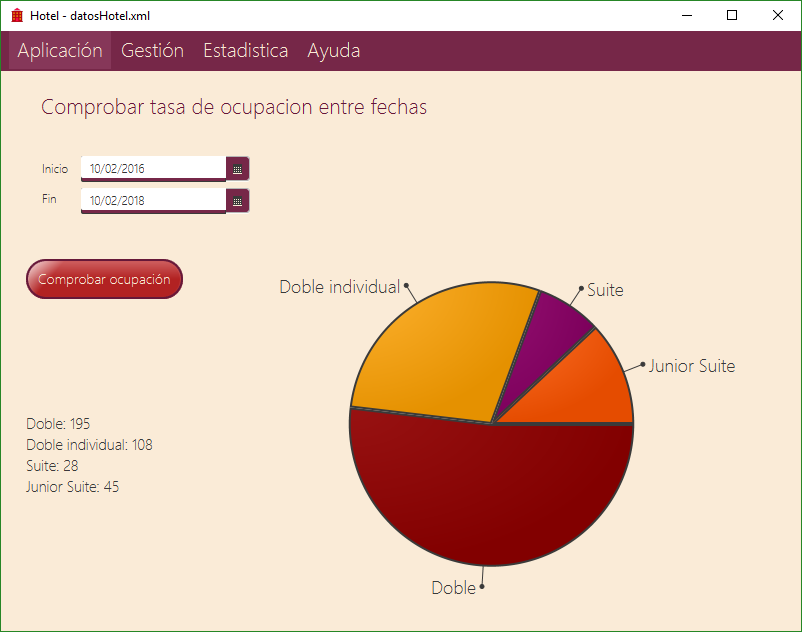 Hotel - datosHotel.xml
Aplicación Gestión Estadistica Ayuda
Comprobar tasa de ocupacion entre fechas
Inicio 10/02/2016
Fin 10/02/2018
Comprobar ocupación
Doble individual
Suite
Junior Suite
Doble: 195
Doble individual: 108
Suite: 28
Junior Suite: 45
Doble